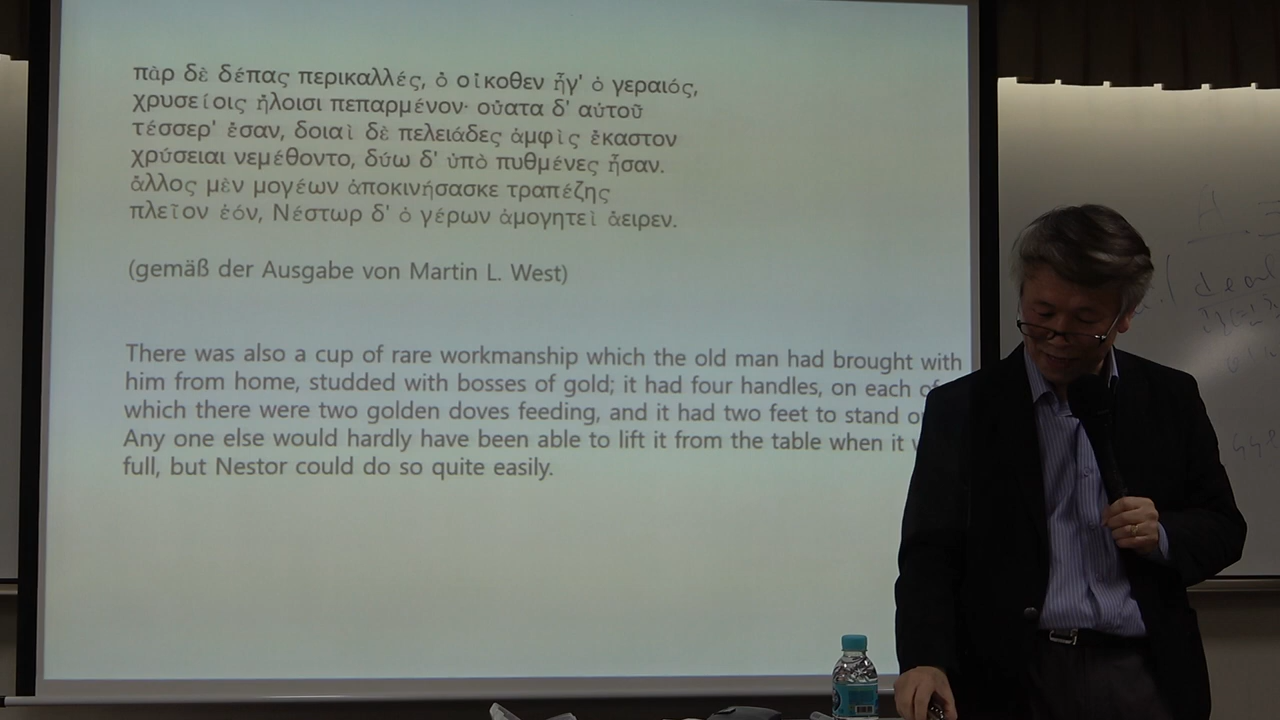 πὰρ δὲ δέπας περικαλλές, ὃ οἴκοθεν ἦγ' ὁ γεραιός,
χρυσείοις ἥλοισι πεπαρμένον· οὔατα δ' αὐτοῦ
τέσσερ' ἔσαν, δοιαὶ δὲ πελειάδες ἀμφὶς ἕκαστον
χρύσειαι νεμέθοντο, δύω δ' ὑπὸ πυθμένες ἦσαν.
ἄλλος μὲν μογέων ἀποκινήσασκε τραπέζης
πλεῖον ἐόν, Νέστωρ δ' ὁ γέρων ἀμογητεὶ ἄειρεν.
(gemäß der Ausgabe von Martin L. West)
There was also a cup of rare workmanship which the old man had brought with
him from home, studded with bosses of gold; it had four handles, on each
which there were two golden doves feeding, and it had two feet to stand
Any one else would hardly have been able to lift it from the table when it
full, but Nestor could do so quite easily.